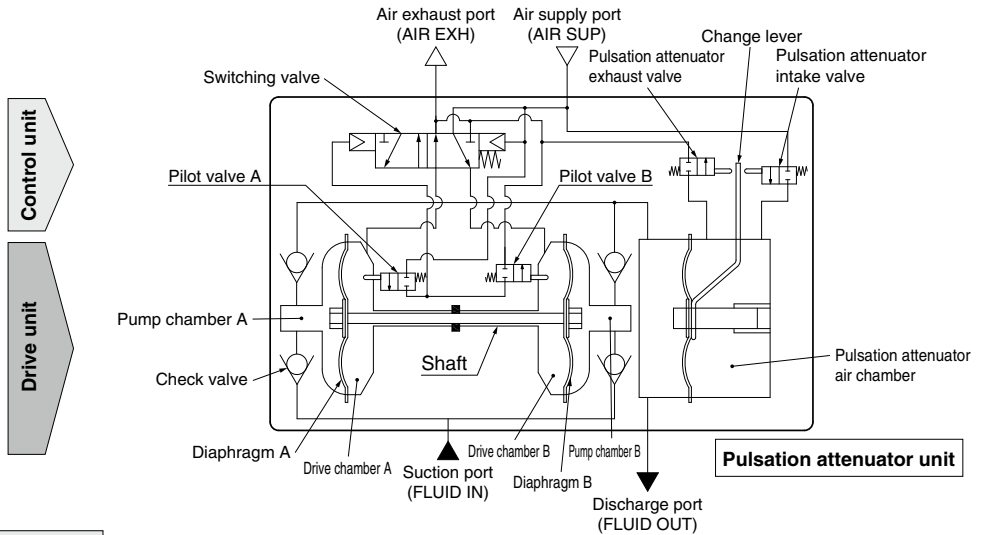 Air exhaust port
(AIR EXH)
Air supply port
(AIR SUP)
Change lever
Pulsation attenuator
exhaust valve
Pulsation attenuator
intake valve
Switching valve
Control unit
Pilot valve A
Pilot valve B
Drive unit
Pump chamber A
Shaft
Check valve
Pulsation attenuator
air chamber
Diaphragm A
Drive chamber A
Suction port
(FLUID IN)
Drive chamber B
Pump chamber B
Diaphragm B
Pulsation attenuator unit
Discharge port
(FLUID OUT)